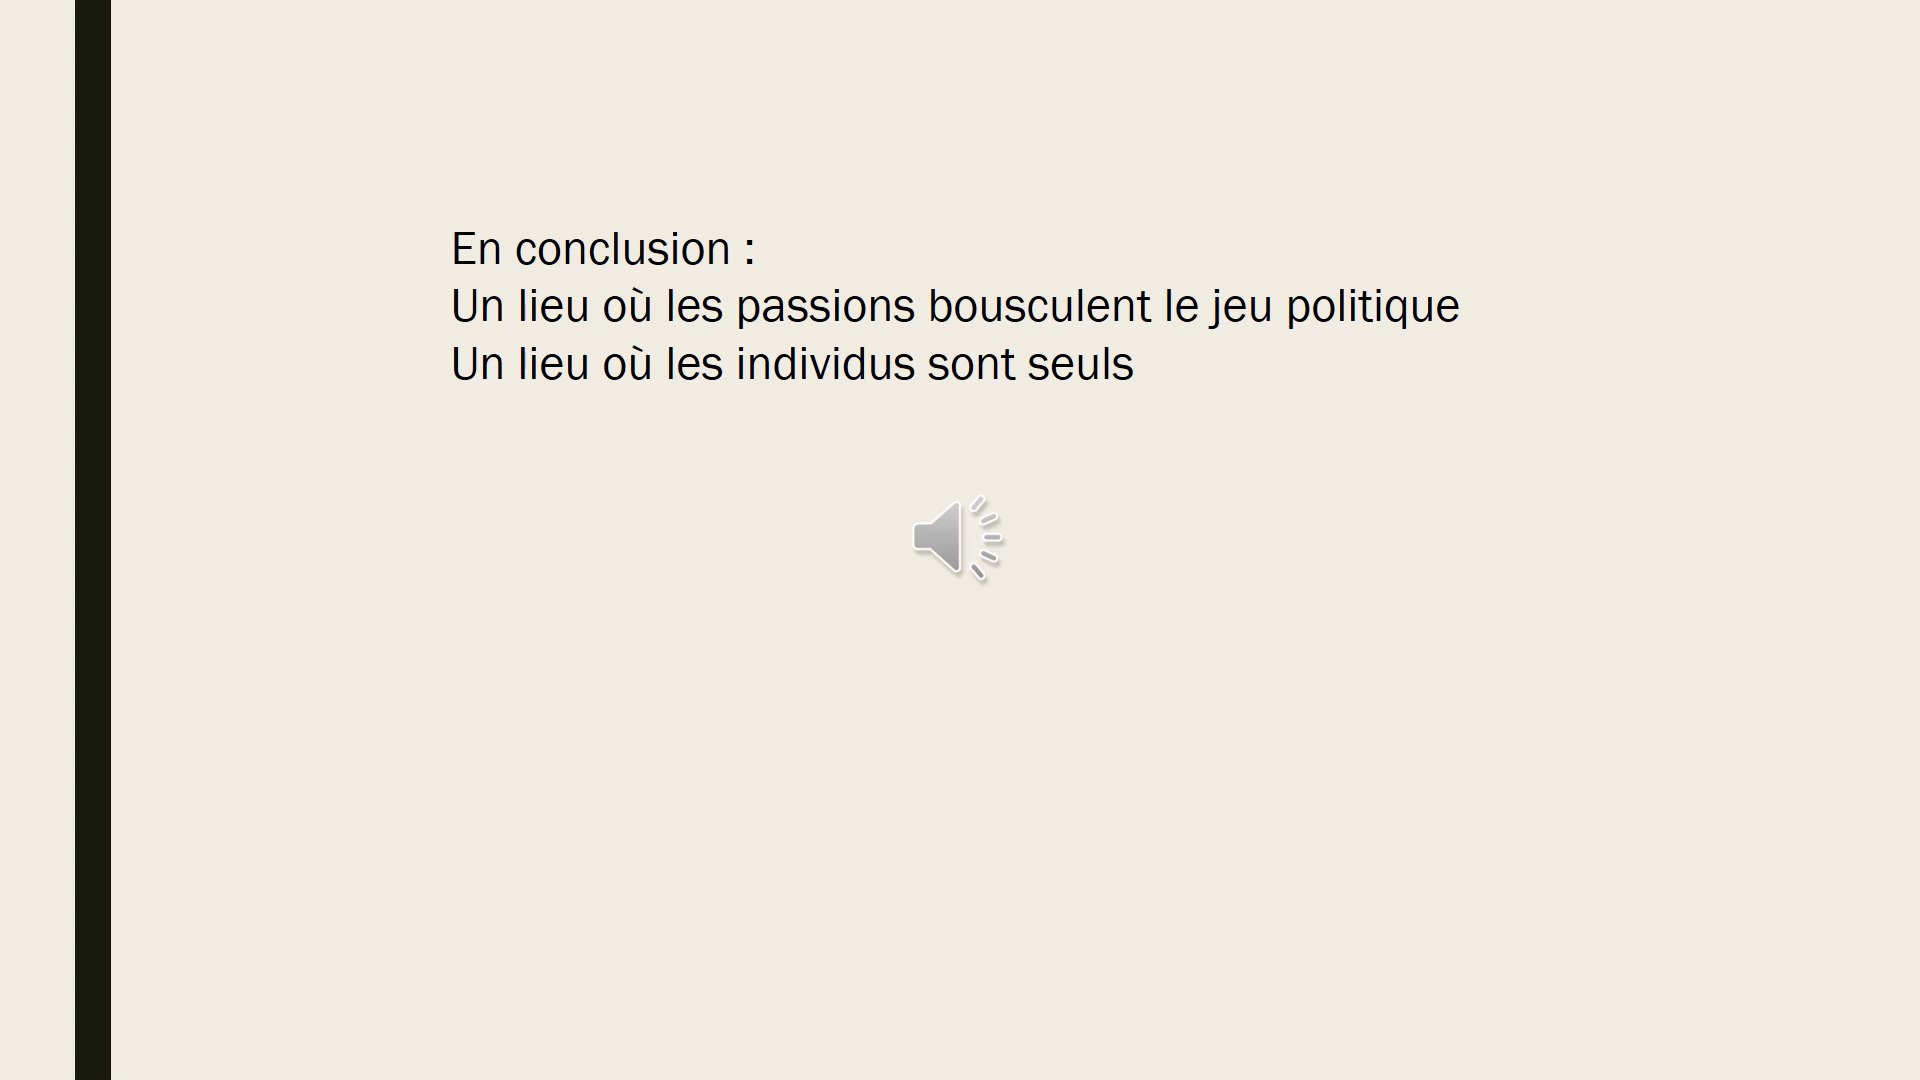 En conclusion :
Un lieu où les passions bousculent le jeu politique
Un lieu où les individus sont seuls